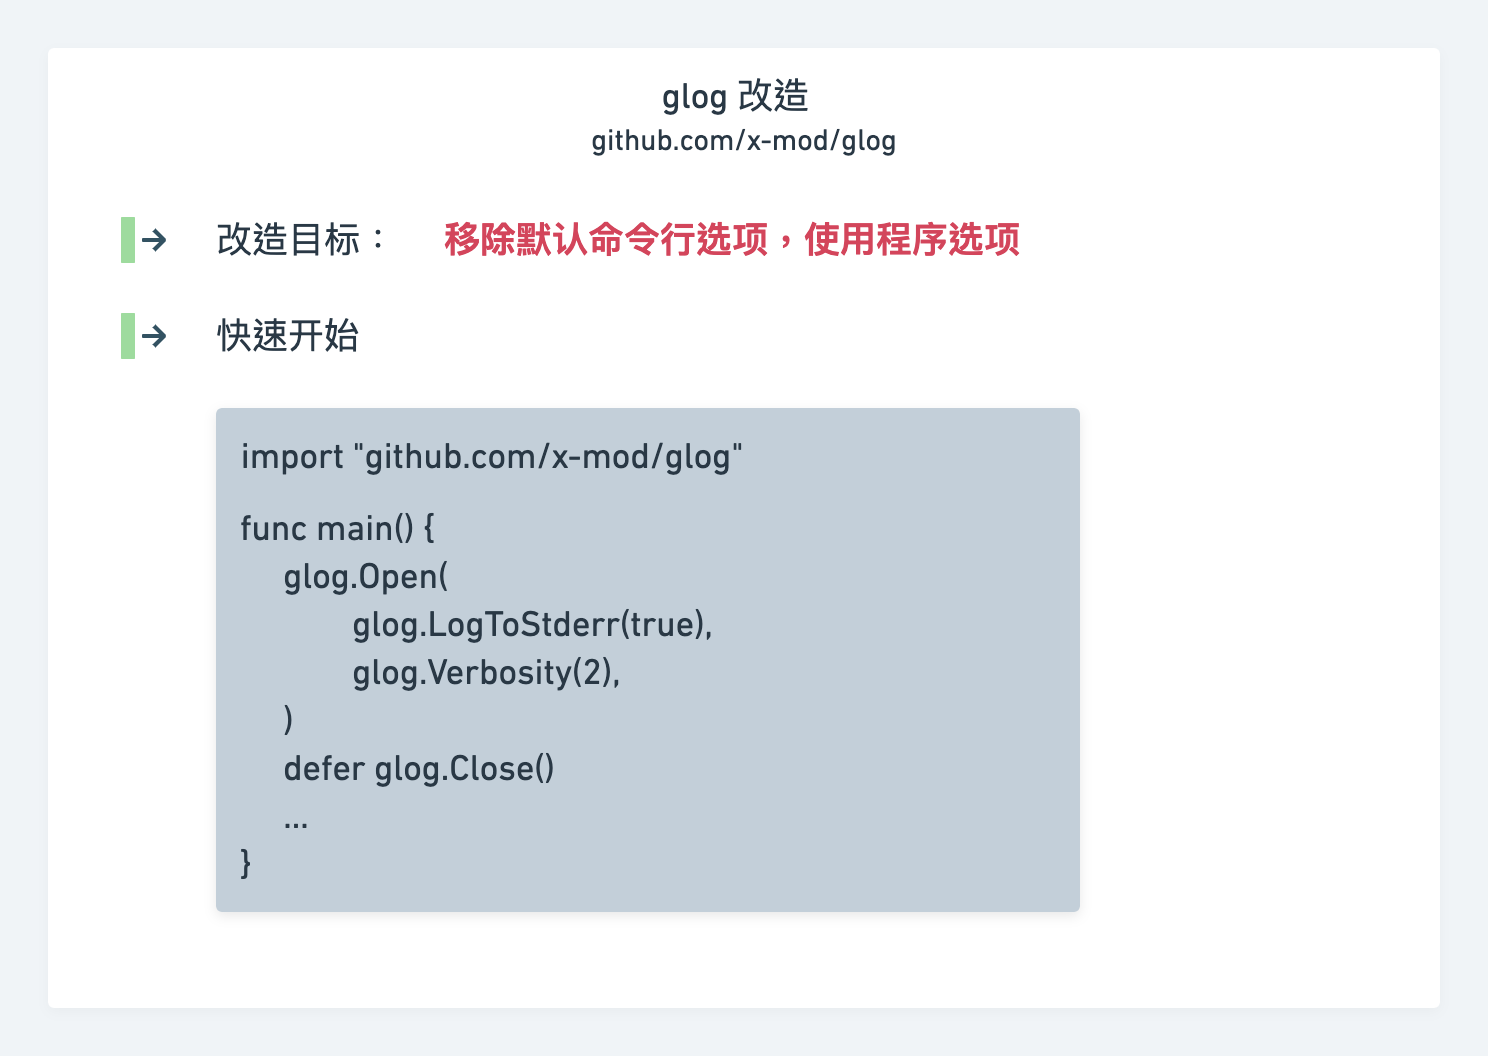 glog 改造
github.com/x-mod/glog
改造目标： 移除默认命令行选项，使用程序选项
快速开始
import "github.com/x-mod/glog"
func main() {
glog.Open(
glog.LogToStderr(true),
glog.Verbosity(2),
)
defer glog.Close()
...
}